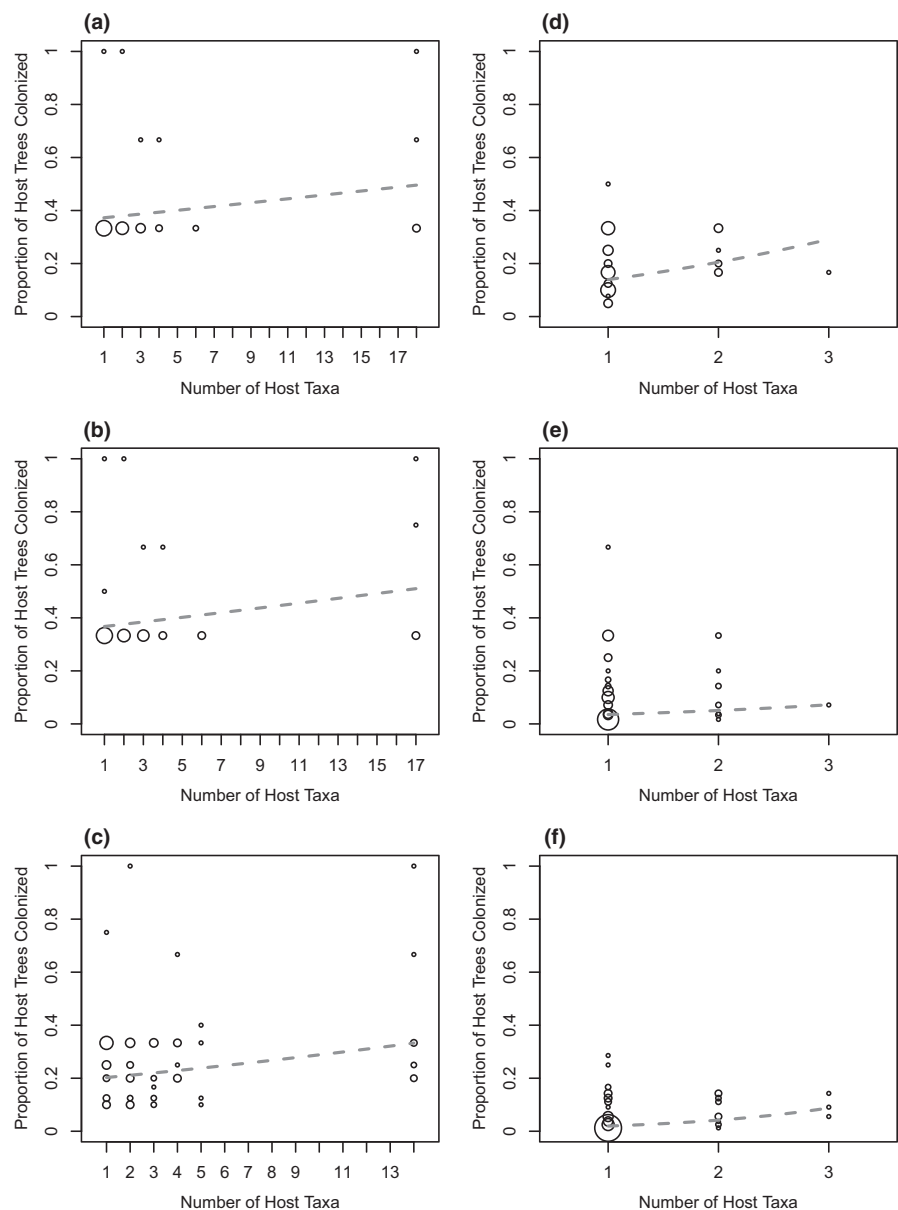 (a)
Proportion of Host Trees Colonized
0 0.2 0.4 0.6 0.8 1
1 3 5 7 9 11 13 15 17
Number of Host Taxa
(d)
Proportion of Host Trees Colonized
0 0.2 0.4 0.6 0.8 1
1 2 3
Number of Host Taxa
(b)
Proportion of Host Trees Colonized
0 0.2 0.4 0.6 0.8 1
1 3 5 7 9 11 13 17
Number of Host Taxa
(e)
Proportion of Host Trees Colonized
0 0.2 0.4 0.6 0.8 1
1 2 3
Number of Host Taxa
(c)
Proportion of Host Trees Colonized
0 0.2 0.4 0.6 0.8 1
1 2 3 4 5 6 7 8 9 11 13
Number of Host Taxa
(f)
Proportion of Host Trees Colonized
0 0.2 0.4 0.6 0.8 1
1 2 3
Number of Host Taxa